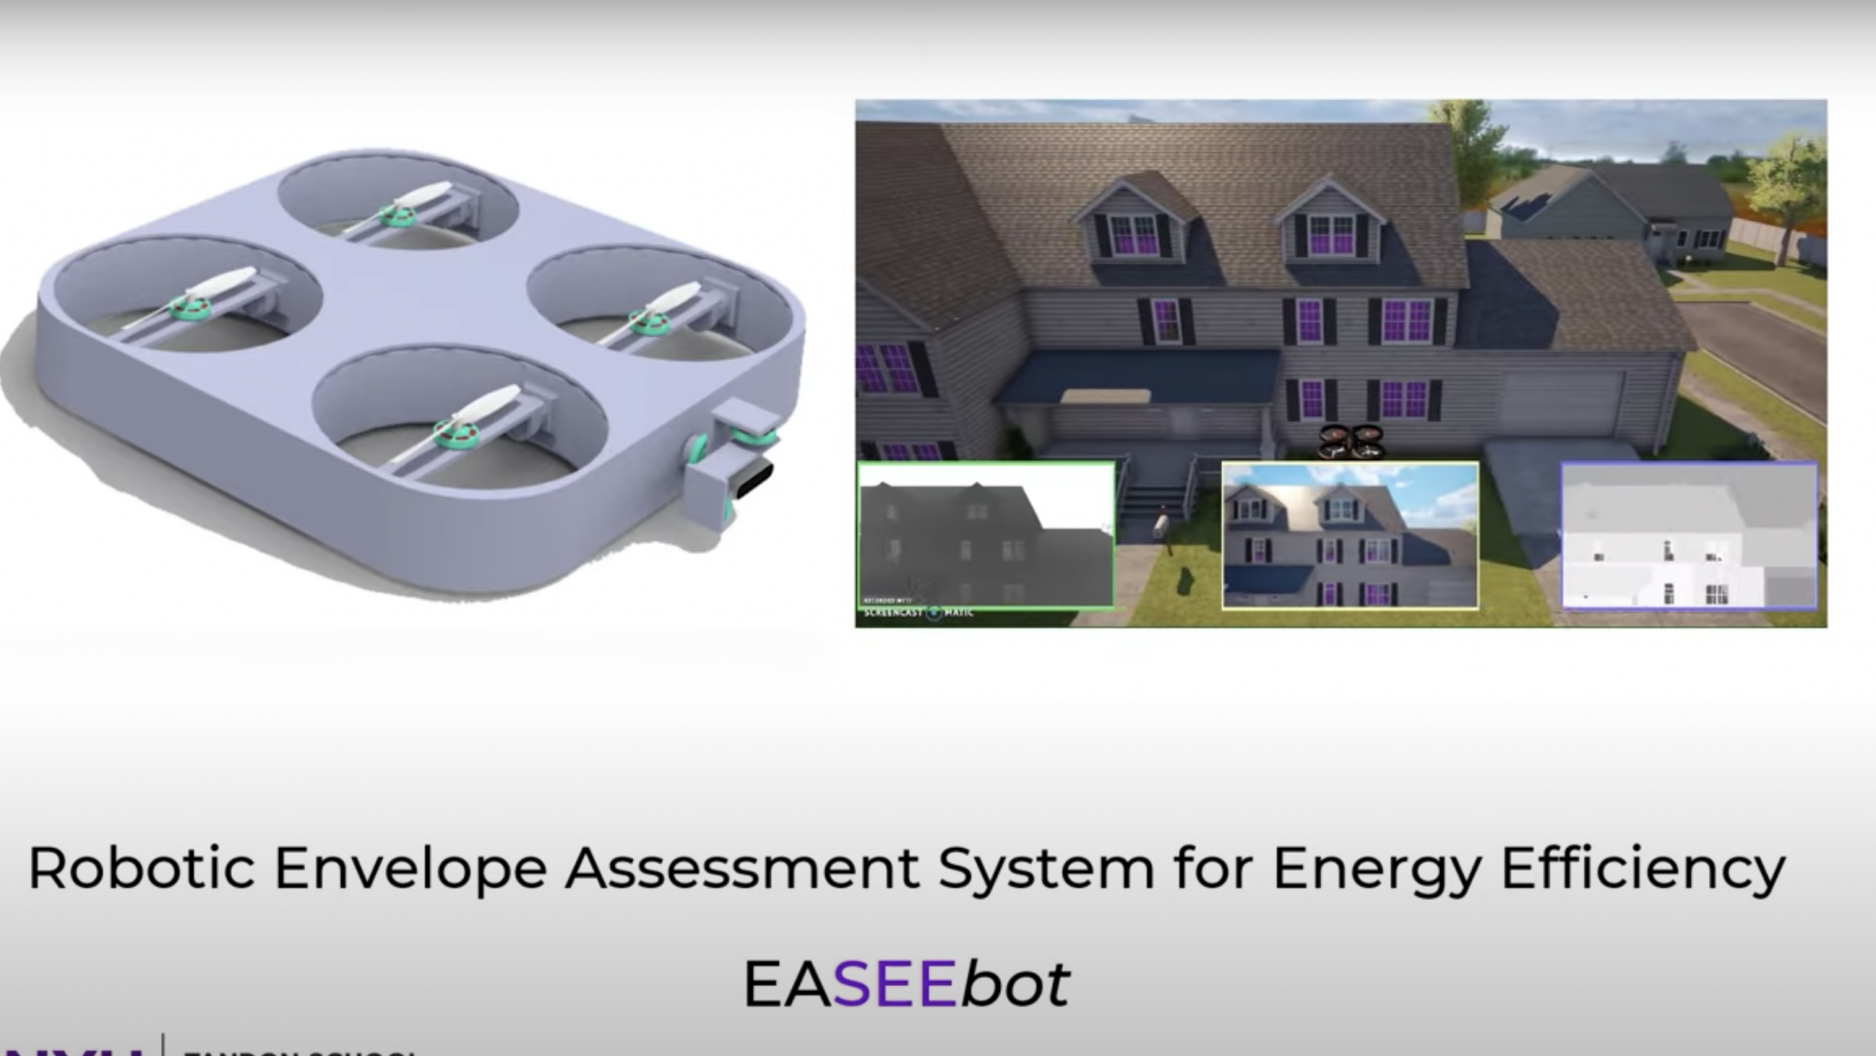 RECORDED WITH
SCREENCAST MATIC
Robotic Envelope Assessment System for Energy Efficiency
EASEEbot
NYU TANDON SCHOOL